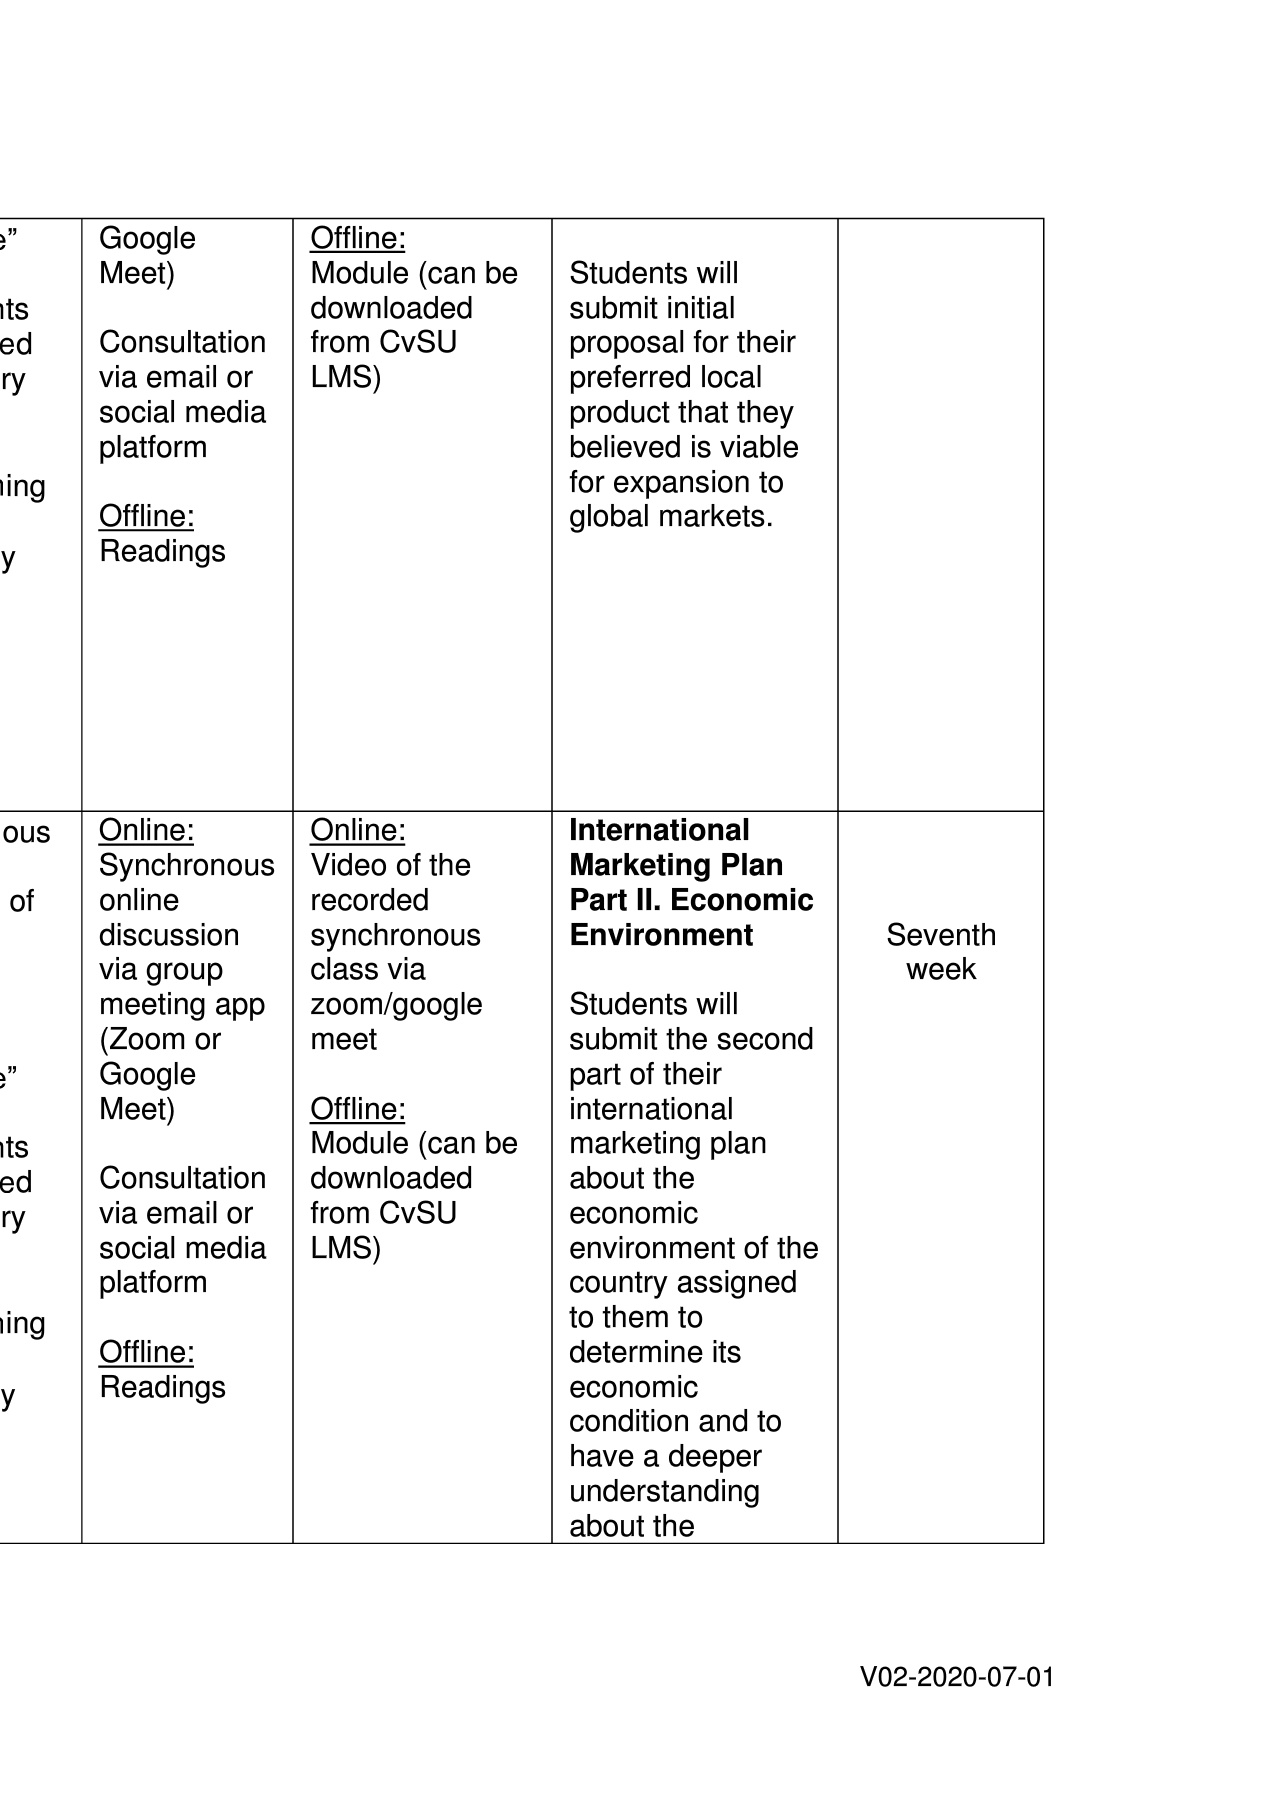 e”
nts
ed
ry
ning
y
Google
Meet)
Consultation
via email or
social media
platform
Offline:
Readings
Offline:
Module (can be
downloaded
from CvSU
LMS)
Students will
submit initial
proposal for their
preferred local
product that they
believed is viable
for expansion to
global markets.
ous
of
e”
nts
ed
ry
ning
y
Online:
Synchronous
online
discussion
via group
meeting app
(Zoom or
Google
Meet)
Consultation
via email or
social media
platform
Offline:
Readings
Online:
Video of the
recorded
synchronous
class via
zoom/google
meet
Offline:
Module (can be
downloaded
from CvSU
LMS)
International
Marketing Plan
Part II. Economic
Environment
Students will
submit the second
part of their
international
marketing plan
about the
economic
environment of the
country assigned
to them to
determine its
economic
condition and to
have a deeper
understanding
about the
Seventh
week
V02-2020-07-01